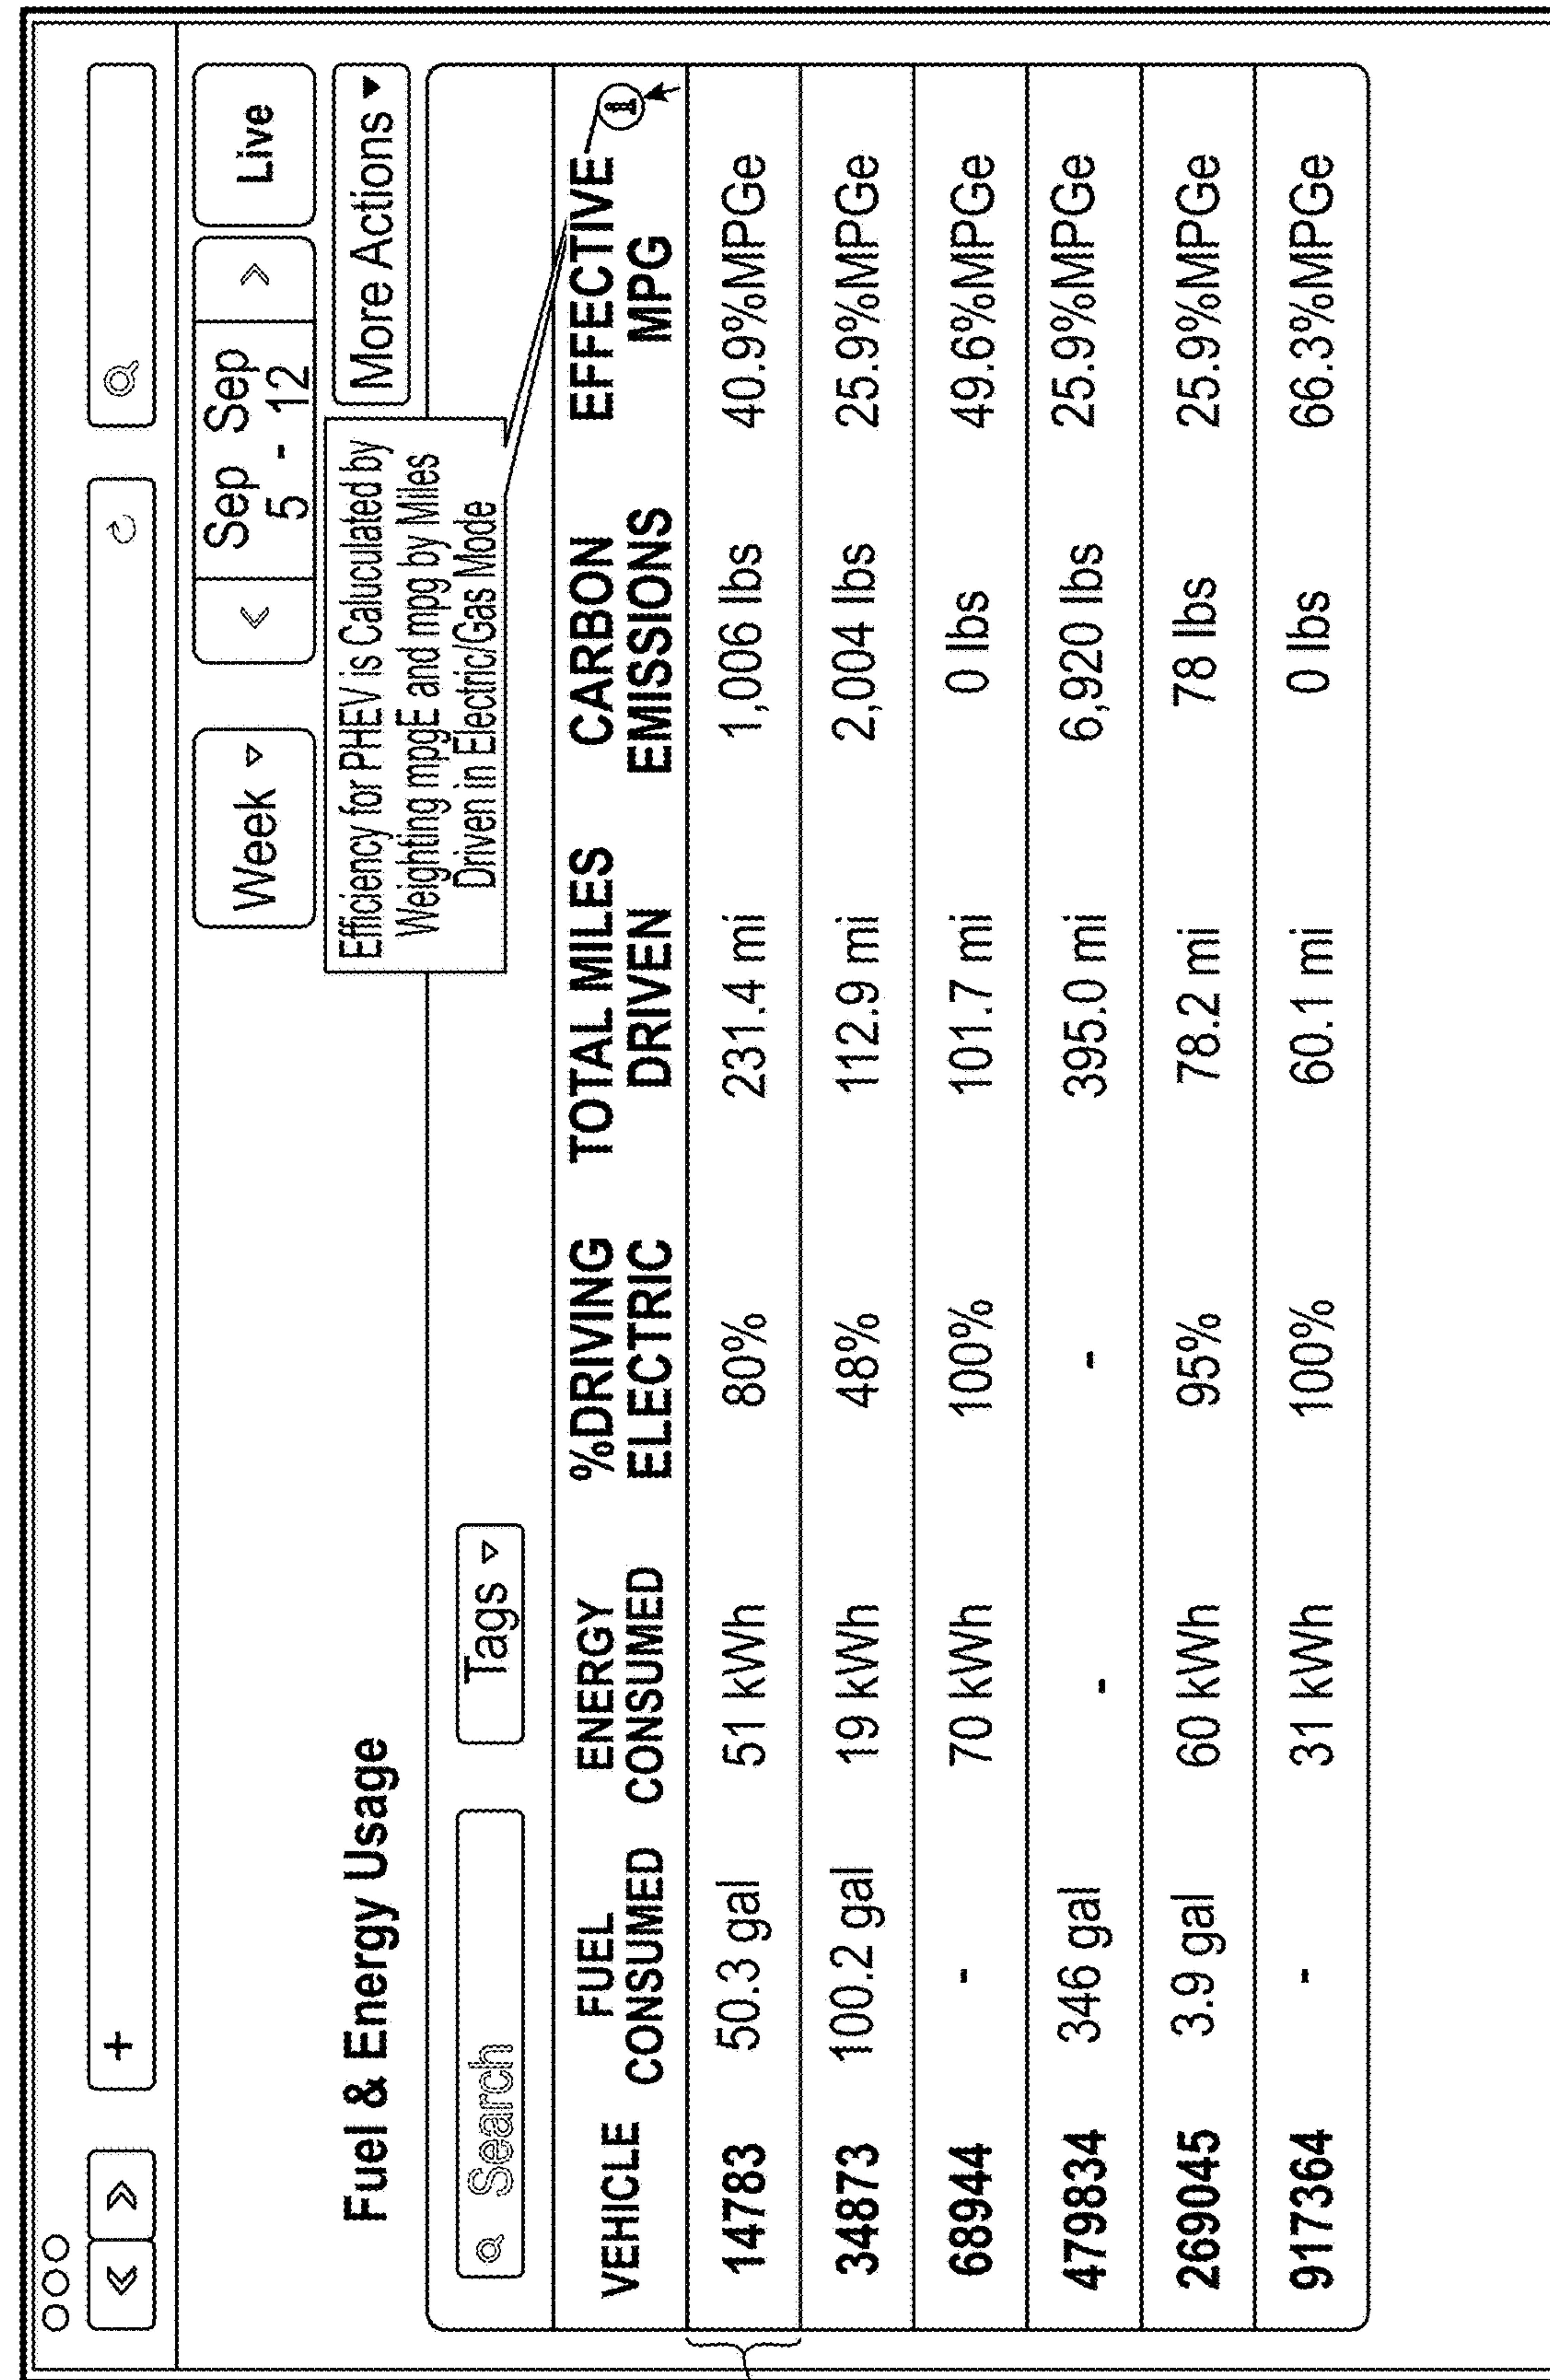 +
Week Sep 5 - Sep 12 Live
Fuel & Energy Usage
More Actions
Efficiency for PHEV is Caluculated by
Weighting mpgE and mpg by Miles
Driven in Electric/Gas Mode
Search Tags
VEHICLE FUEL CONSUMED ENERGY CONSUMED %DRIVING ELECTRIC TOTAL MILES DRIVEN CARBON EMISSIONS EFFECTIVE MPG i
14783 50.3 gal 51 kWh 80% 231.4 mi 1,006 lbs 40.9%MPGe
34873 100.2 gal 19 kWh 48% 112.9 mi 2,004 lbs 25.9%MPGe
68944 - 70 kWh 100% 101.7 mi 0 lbs 49.6%MPGe
479834 346 gal - - 395.0 mi 6,920 lbs 25.9%MPGe
269045 3.9 gal 60 kWh 95% 78.2 mi 78 lbs 25.9%MPGe
917364 - 31 kWh 100% 60.1 mi 0 lbs 66.3%MPGe